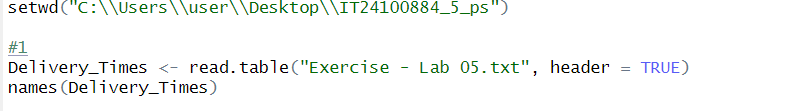 setwd("C:\\Users\\user\\Desktop\\IT24100884_5_ps")
#1
Delivery_Times <- read.table("Exercise - Lab 05.txt", header = TRUE)
names(Delivery_Times)